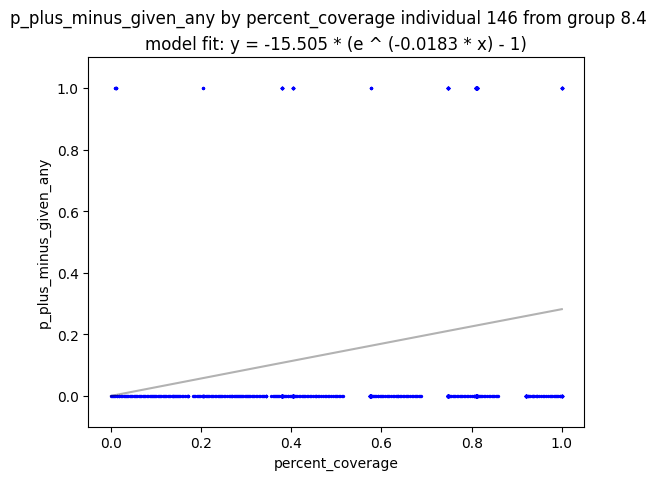 p_plus_minus_given_any by percent_coverage individual 146 from group 8.4
model fit: y = -15.505 * (e ^ (-0.0183 * x) - 1)
1.0
0.8
0.6
0.4
0.2
0.0
p_plus_minus_given_any
0.0 0.2 0.4 0.6 0.8 1.0
percent_coverage